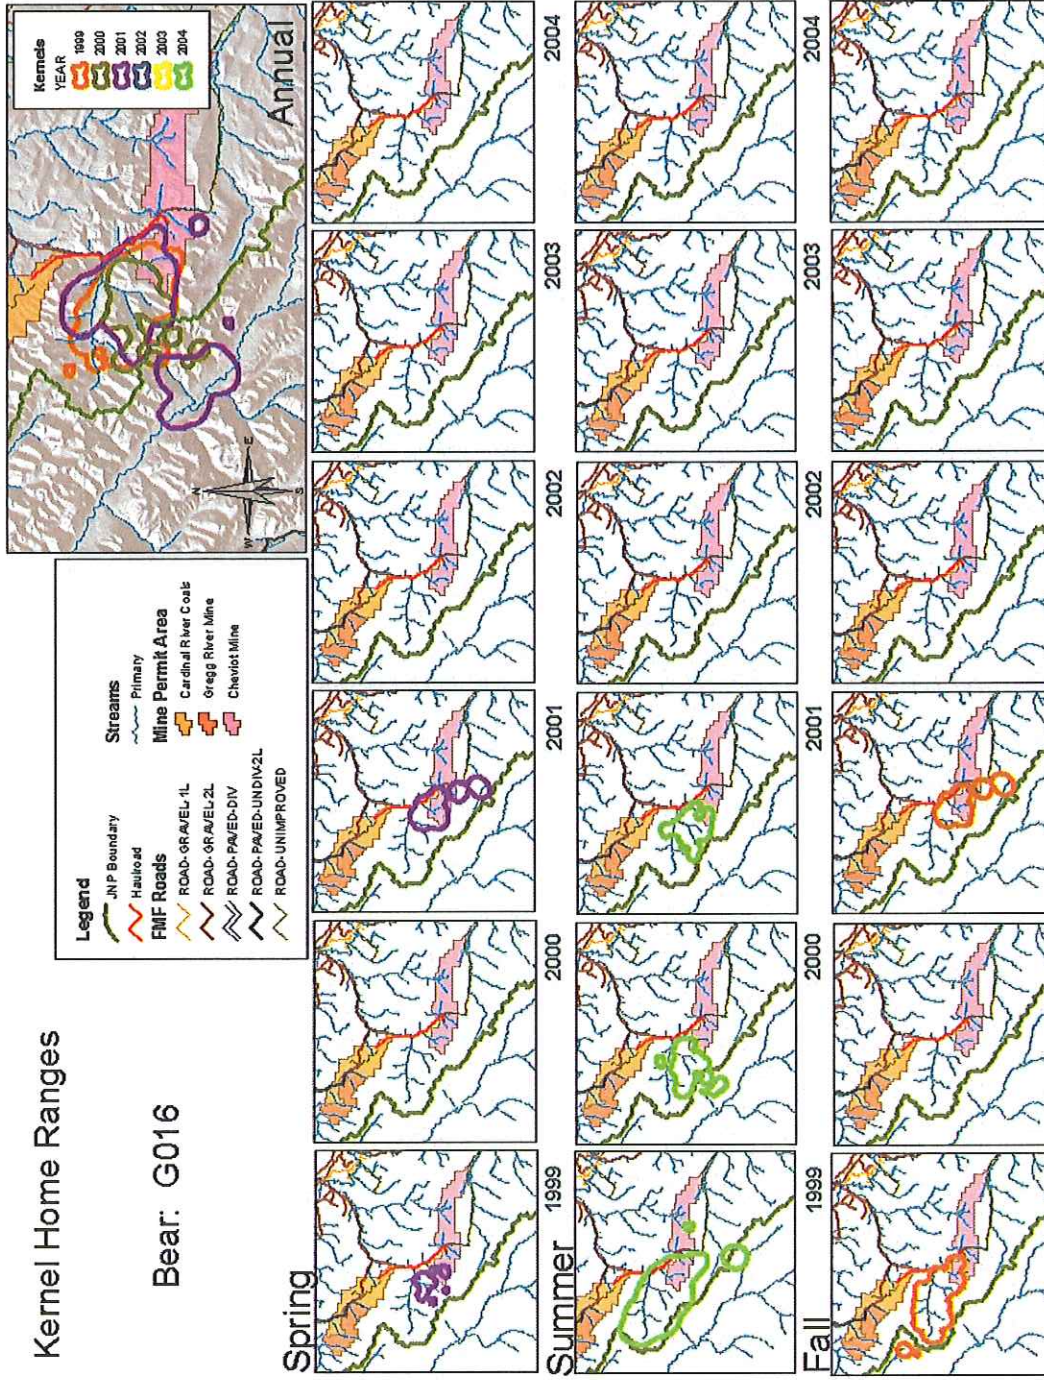 Kernel Home Ranges
Bear: G016
Legend
JNP Boundary
Haulroad
FMF Roads
ROAD-GRAVEL-1L
ROAD-GRAVEL-2L
ROAD-PAVED-DIV
ROAD-PAVED-UNDIV-2L
ROAD-UNIMPROVED
Streams
Primary
Mine Permit Area
Cardinal River Coals
Gregg River Mine
Cheviot Mine
Kernels
YEAR
1999
2000
2001
2002
2003
2004
N
W
E
S
Annual
Spring
1999
2000
2001
2002
2003
2004
Summer
1999
2000
2001
2002
2003
2004
Fall